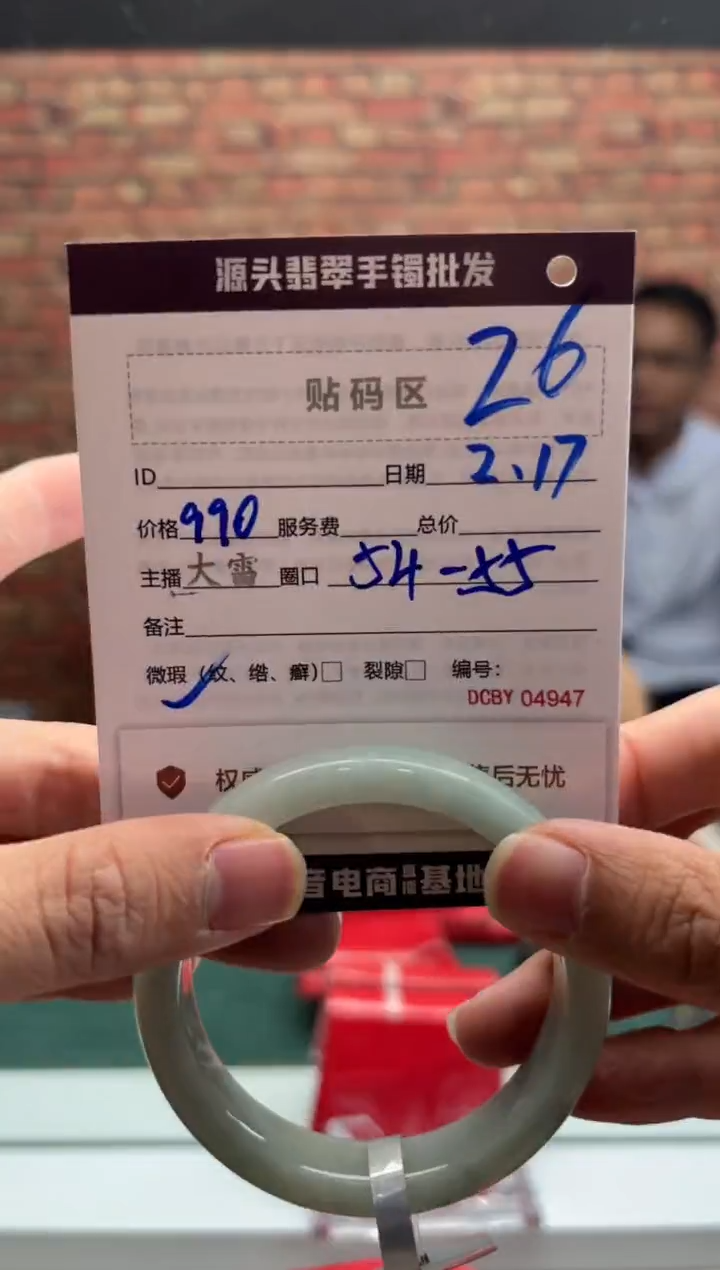 源头翡翠手镯批发
26
贴码区
ID 日期 2.17
价格 990 服务费 总价
主播 大雷 圈口 54-55
备注
微瑕（纹、绺、癣）□ 裂隙□ 编号：
DCBY 04947
后无忧
音电商 基地